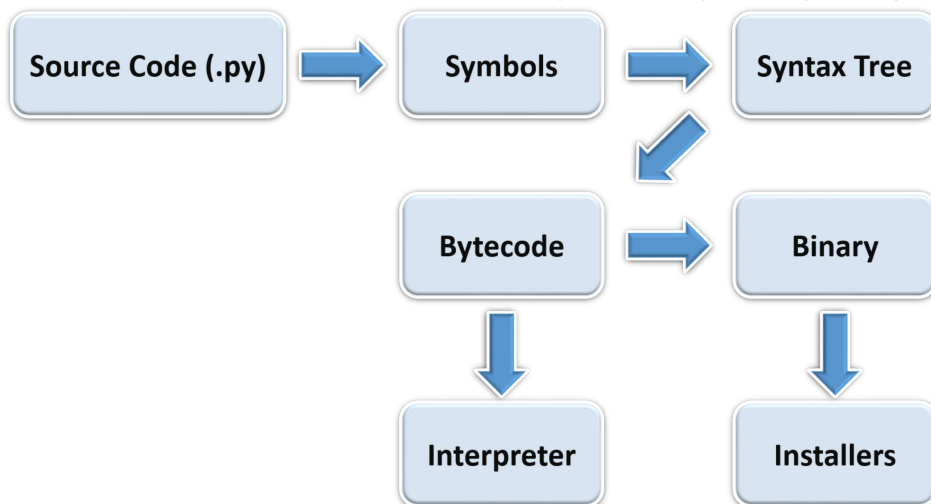 Source Code (.py)
Symbols
Syntax Tree
Bytecode
Binary
Interpreter
Installers